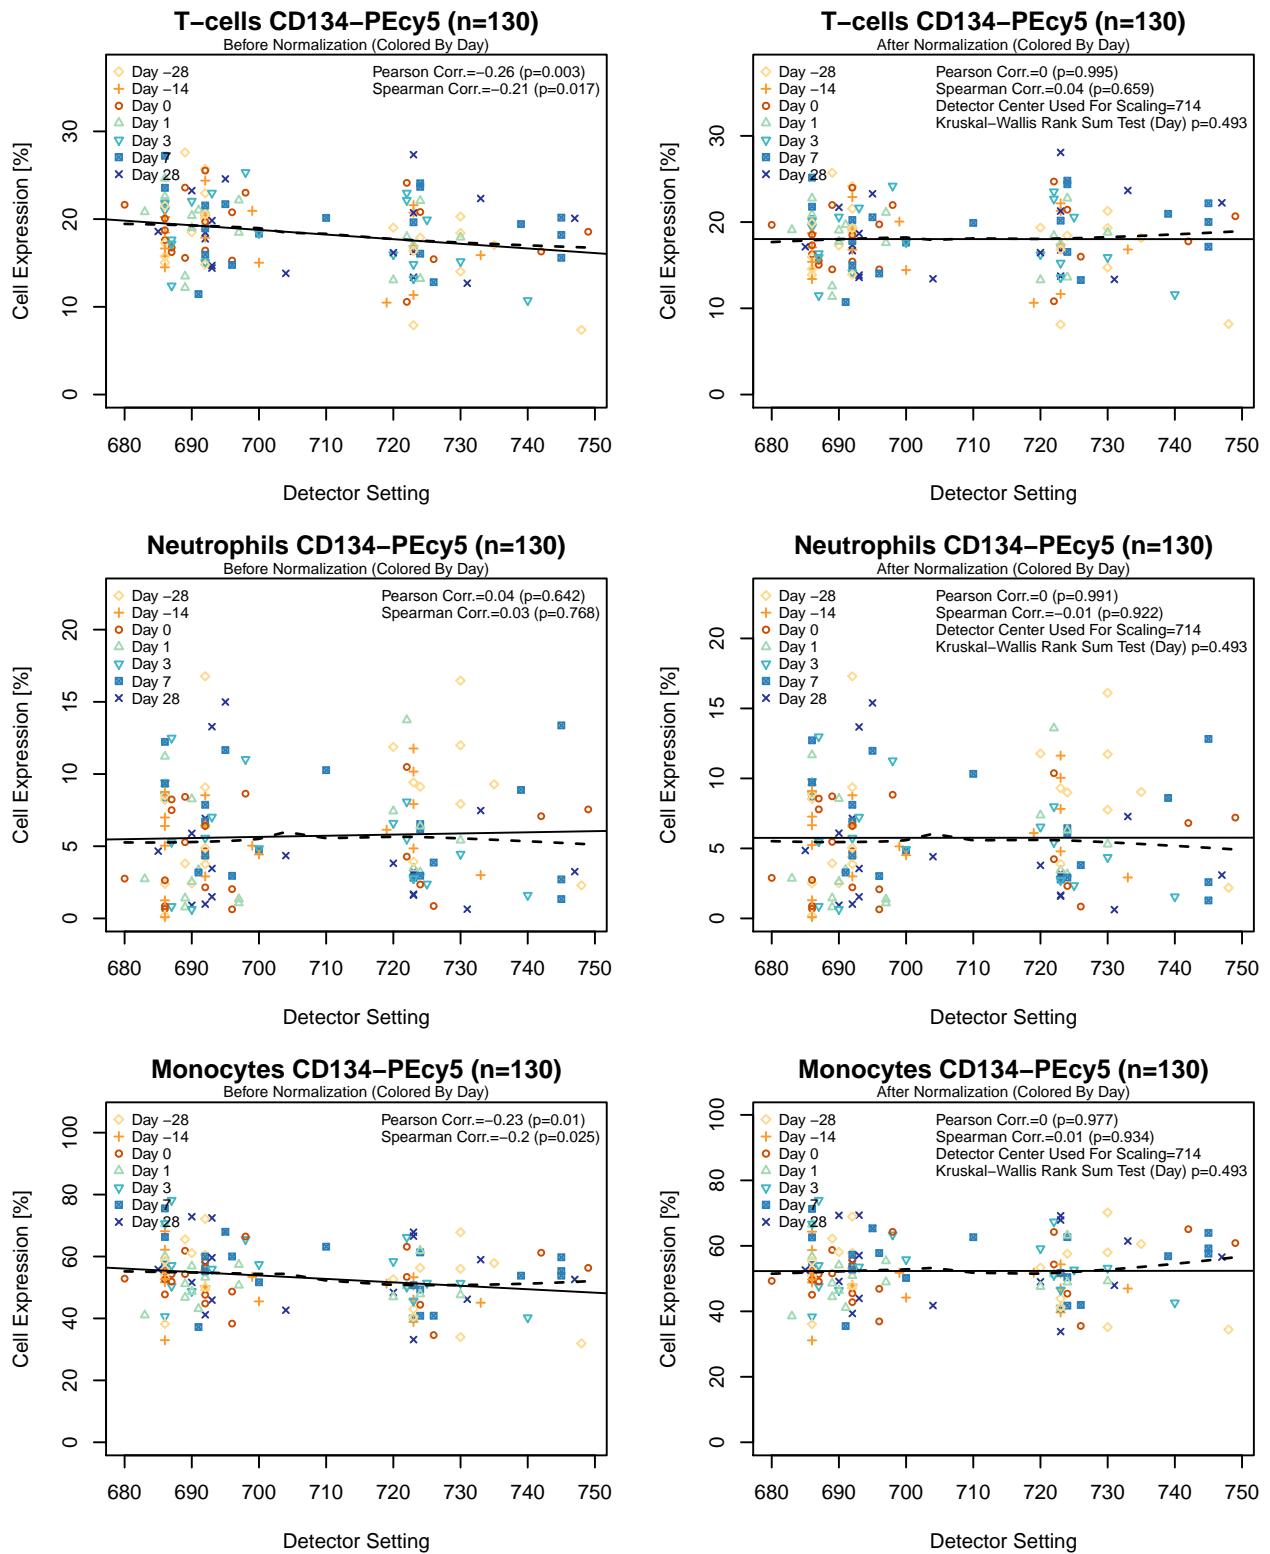 T−cells CD134−PEcy5 (n=130)
Before Normalization (Colored By Day)
Day −28
Day −14
Day 0
Day 1
Day 3
Day 7
Day 28
Pearson Corr.=−0.26 (p=0.003)
Spearman Corr.=−0.21 (p=0.017)
Cell Expression [%]
0
10
20
30
680 690 700 710 720 730 740 750
Detector Setting
T−cells CD134−PEcy5 (n=130)
After Normalization (Colored By Day)
Day −28
Day −14
Day 0
Day 1
Day 3
Day 7
Day 28
Pearson Corr.=0 (p=0.995)
Spearman Corr.=0.04 (p=0.659)
Detector Center Used For Scaling=714
Kruskal−Wallis Rank Sum Test (Day) p=0.493
Cell Expression [%]
0
10
20
30
680 690 700 710 720 730 740 750
Detector Setting
Neutrophils CD134−PEcy5 (n=130)
Before Normalization (Colored By Day)
Day −28
Day −14
Day 0
Day 1
Day 3
Day 7
Day 28
Pearson Corr.=0.04 (p=0.642)
Spearman Corr.=0.03 (p=0.768)
Cell Expression [%]
0
5
10
15
20
680 690 700 710 720 730 740 750
Detector Setting
Neutrophils CD134−PEcy5 (n=130)
After Normalization (Colored By Day)
Day −28
Day −14
Day 0
Day 1
Day 3
Day 7
Day 28
Pearson Corr.=0 (p=0.991)
Spearman Corr.=−0.01 (p=0.922)
Detector Center Used For Scaling=714
Kruskal−Wallis Rank Sum Test (Day) p=0.493
Cell Expression [%]
0
5
10
15
20
680 690 700 710 720 730 740 750
Detector Setting
Monocytes CD134−PEcy5 (n=130)
Before Normalization (Colored By Day)
Day −28
Day −14
Day 0
Day 1
Day 3
Day 7
Day 28
Pearson Corr.=−0.23 (p=0.01)
Spearman Corr.=−0.2 (p=0.025)
Cell Expression [%]
0
20
40
60
80
100
680 690 700 710 720 730 740 750
Detector Setting
Monocytes CD134−PEcy5 (n=130)
After Normalization (Colored By Day)
Day −28
Day −14
Day 0
Day 1
Day 3
Day 7
Day 28
Pearson Corr.=0 (p=0.977)
Spearman Corr.=0.01 (p=0.934)
Detector Center Used For Scaling=714
Kruskal−Wallis Rank Sum Test (Day) p=0.493
Cell Expression [%]
0
20
40
60
80
100
680 690 700 710 720 730 740 750
Detector Setting